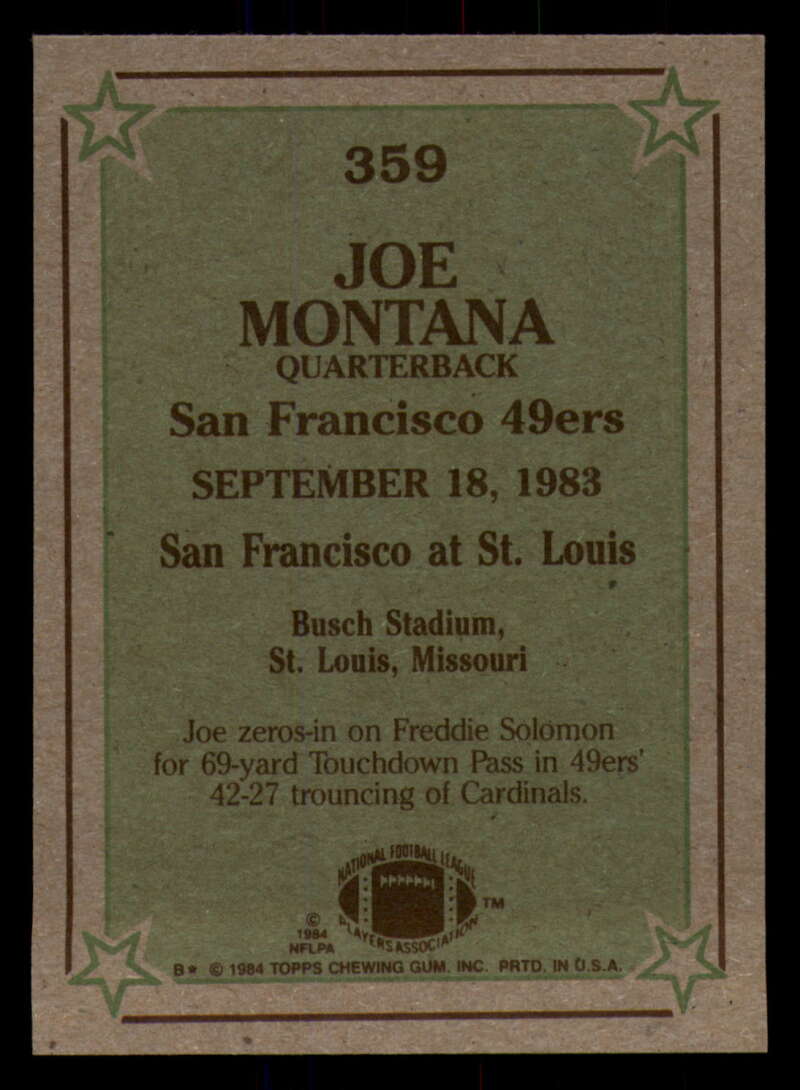 359
JOE
MONTANA
QUARTERBACK
San Francisco 49ers
SEPTEMBER 18, 1983
San Francisco at St. Louis
Busch Stadium,
St. Louis, Missouri
Joe zeros-in on Freddie Solomon
for 69-yard Touchdown Pass in 49ers'
42-27 trouncing of Cardinals.
NATIONAL FOOTBALL LEAGUE
PLAYERS ASSOCIATION
TM
©
1984
NFLPA
B* © 1984 TOPPS CHEWING GUM, INC. PRTD. IN U.S.A.